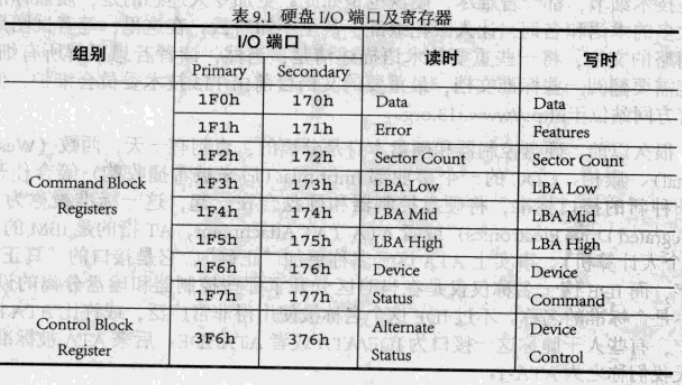 表 9.1 硬盘 I/O 端口及寄存器
组别 I/O 端口 读时 写时
Primary Secondary
Command Block Registers
1F0h 170h Data Data
1F1h 171h Error Features
1F2h 172h Sector Count Sector Count
1F3h 173h LBA Low LBA Low
1F4h 174h LBA Mid LBA Mid
1F5h 175h LBA High LBA High
1F6h 176h Device Device
1F7h 177h Status Command
Control Block Register
3F6h 376h Alternate Status Device Control